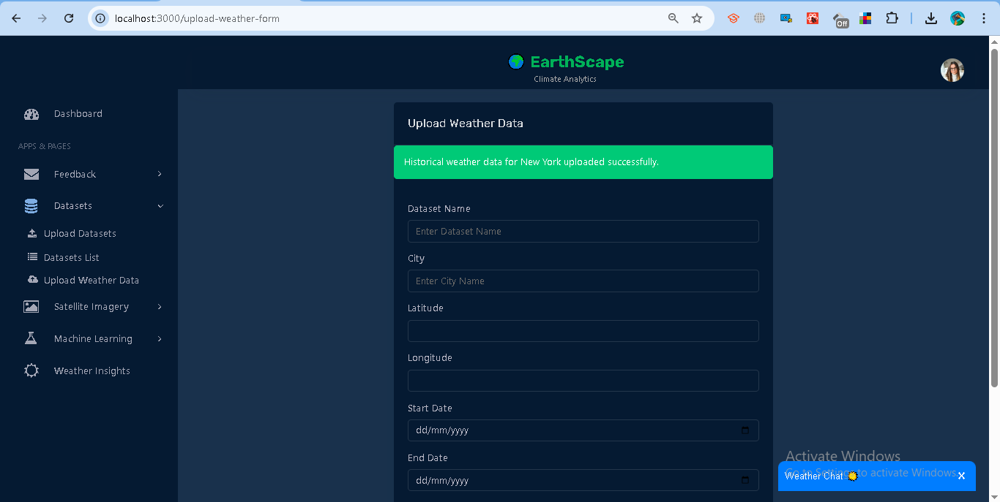 localhost:3000/upload-weather-form
Off
EarthScape
Climate Analytics
Dashboard
APPS & PAGES
Feedback
Datasets
Upload Datasets
Datasets List
Upload Weather Data
Satellite Imagery
Machine Learning
Weather Insights
Upload Weather Data
Historical weather data for New York uploaded successfully.
Dataset Name
Enter Dataset Name
City
Enter City Name
Latitude
Longitude
Start Date
dd/mm/yyyy
End Date
dd/mm/yyyy
Activate Windows
Go to Settings to activate Windows.
Weather Chat